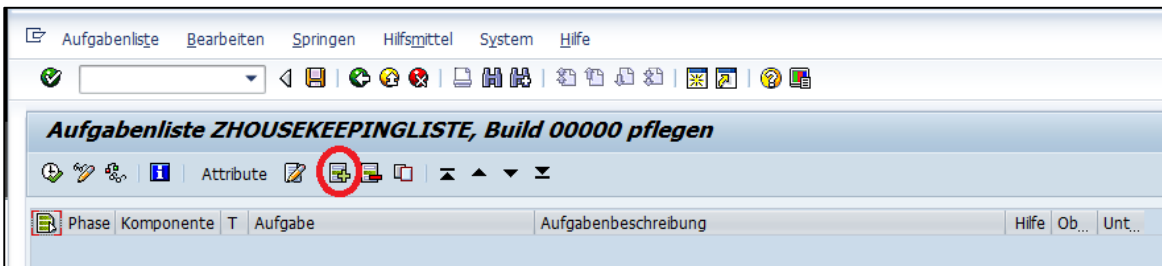 Aufgabenliste Bearbeiten Springen Hilfsmittel System Hilfe
Aufgabenliste ZHOUSEKEEPINGLISTE, Build 00000 pflegen
Attribute
Phase Komponente T Aufgabe Aufgabenbeschreibung Hilfe Ob... Unt...